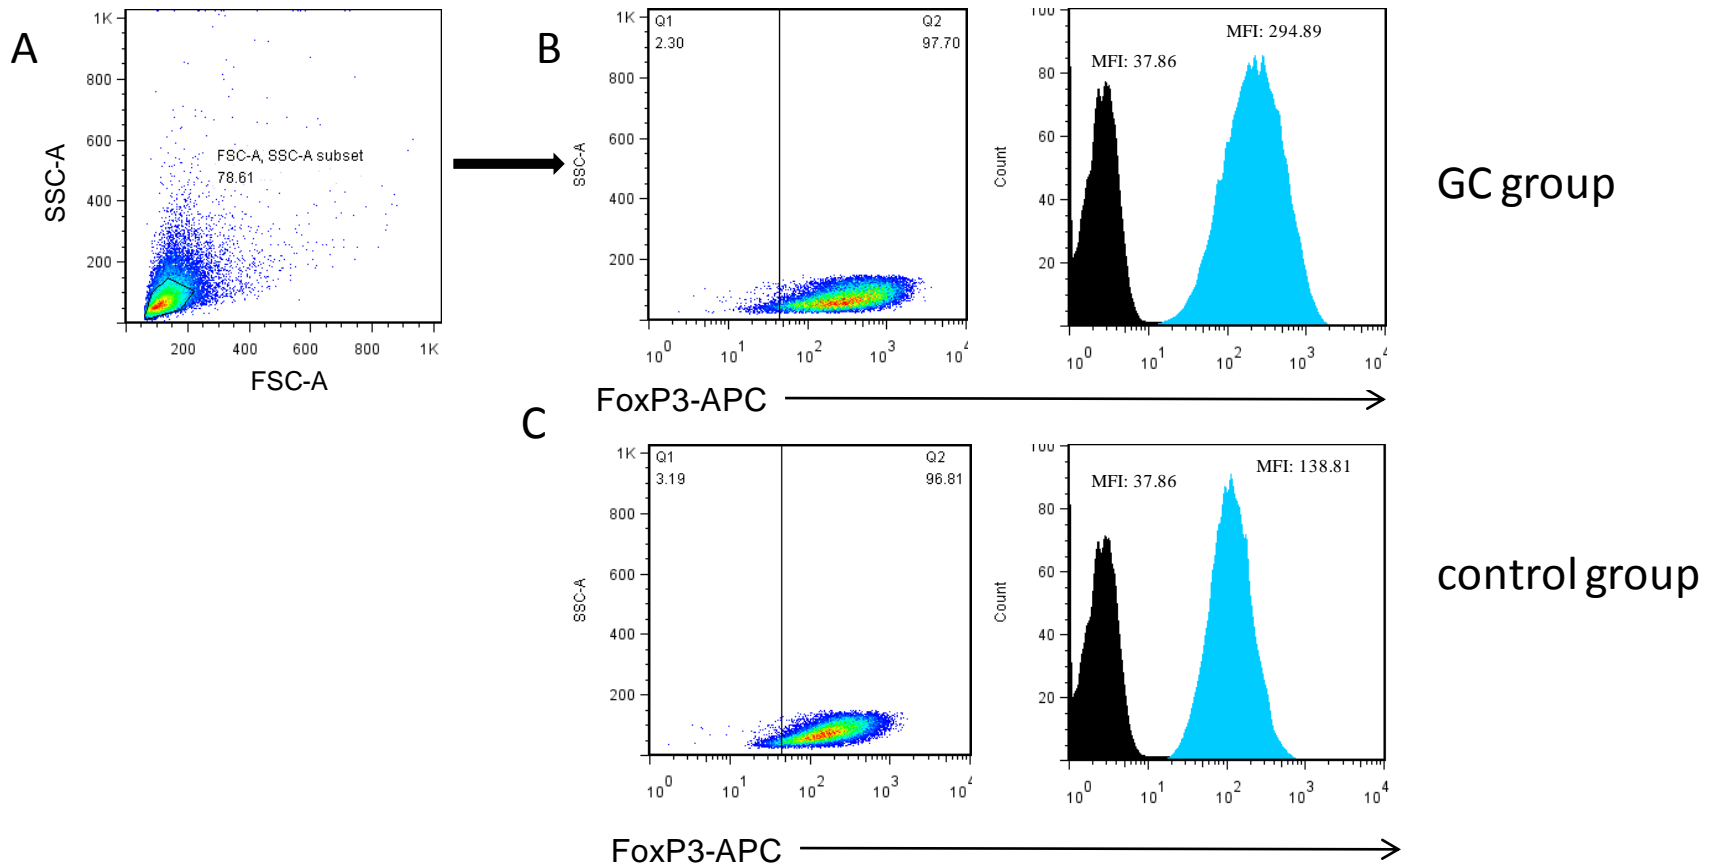 A
1K
800
600
400
200
SSC-A
FSC-A, SSC-A subset
78.61
200 400 600 800 1K
FSC-A
B
1K
800
600
400
200
SSC-A
Q1
2.30
Q2
97.70
10^0 10^1 10^2 10^3 10^4
100
80
60
40
20
Count
MFI: 37.86
MFI: 294.89
10^0 10^1 10^2 10^3 10^4
GC group
FoxP3-APC
C
1K
800
600
400
200
SSC-A
Q1
3.19
Q2
96.81
10^0 10^1 10^2 10^3 10^4
100
80
60
40
20
Count
MFI: 37.86
MFI: 138.81
10^0 10^1 10^2 10^3 10^4
control group
FoxP3-APC